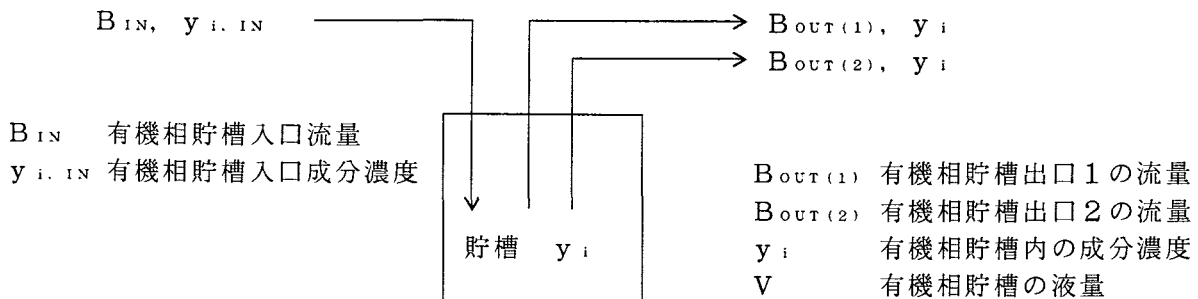 B IN, y i, IN
B OUT(1), y i
B OUT(2), y i
B IN 有機相貯槽入口流量
y i, IN 有機相貯槽入口成分濃度
貯槽 y i
B OUT(1) 有機相貯槽出口1の流量
B OUT(2) 有機相貯槽出口2の流量
y i 有機相貯槽内の成分濃度
V 有機相貯槽の液量